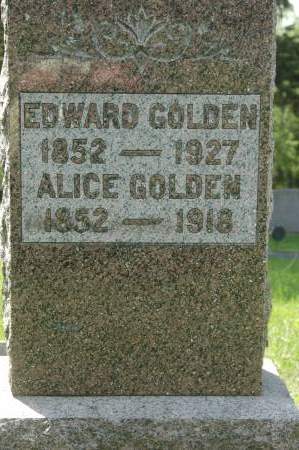 EDWARD GOLDEN
1852 — 1927
ALICE GOLDEN
1852 — 1918